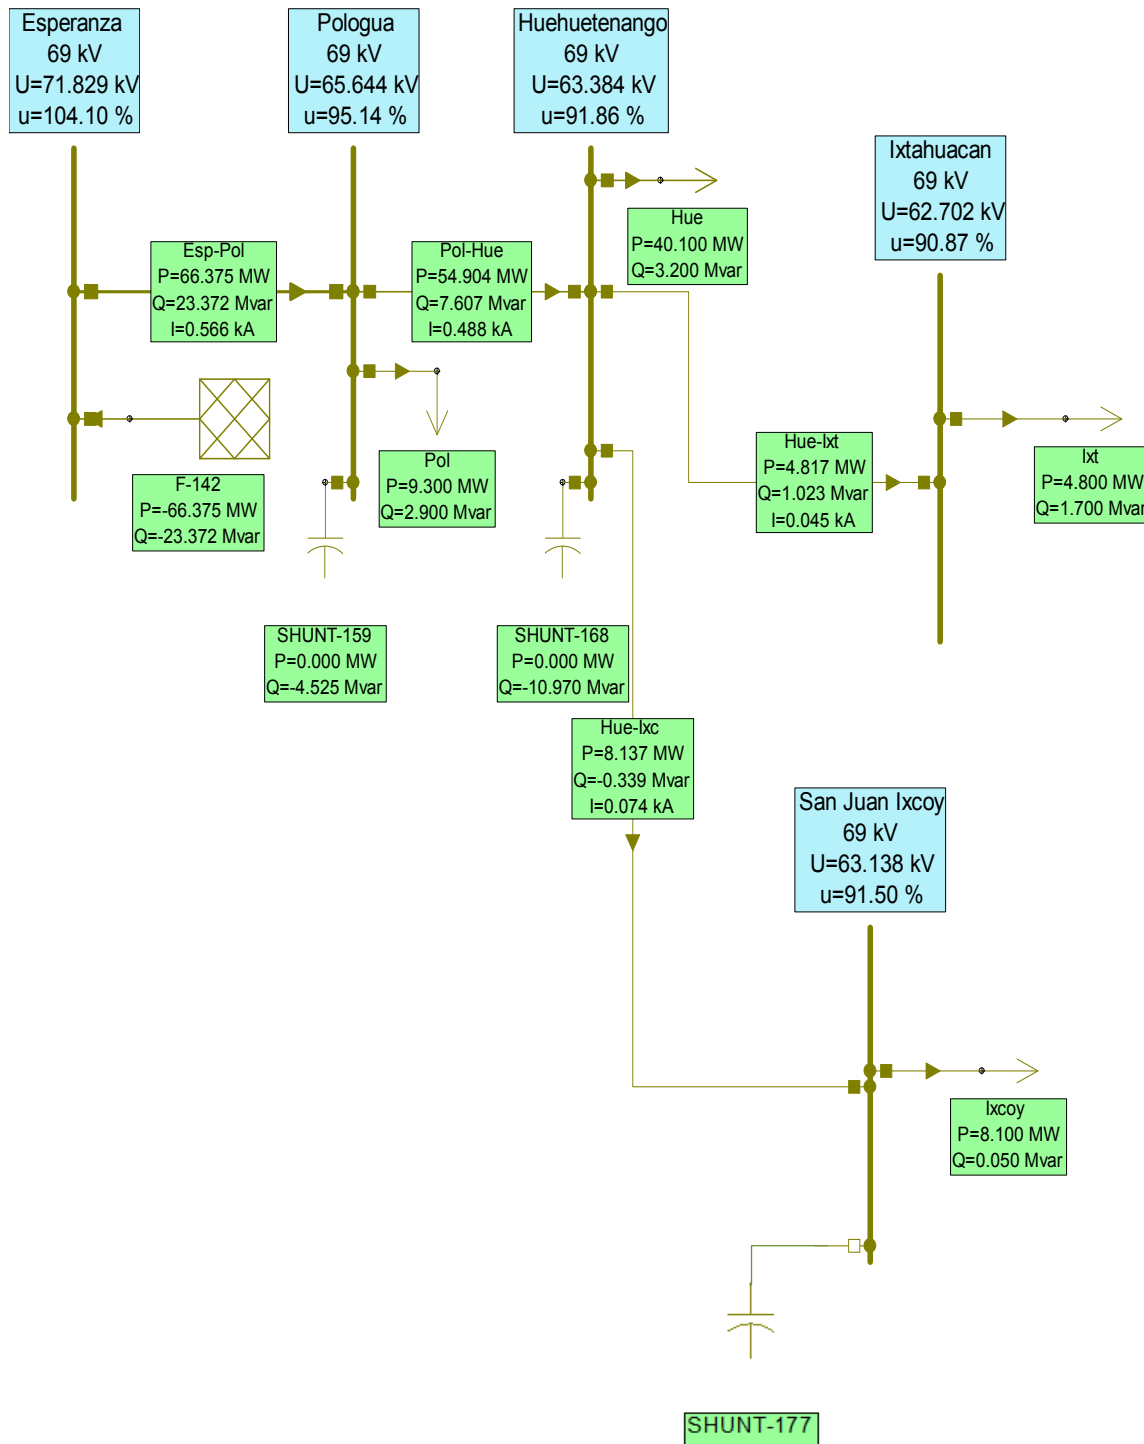 Esperanza
69 kV
U=71.829 kV
u=104.10 %
Pologua
69 kV
U=65.644 kV
u=95.14 %
Huehuetenango
69 kV
U=63.384 kV
u=91.86 %
Ixtahuacan
69 kV
U=62.702 kV
u=90.87 %
Esp-Pol
P=66.375 MW
Q=23.372 Mvar
I=0.566 kA
Pol-Hue
P=54.904 MW
Q=7.607 Mvar
I=0.488 kA
Hue
P=40.100 MW
Q=3.200 Mvar
F-142
P=-66.375 MW
Q=-23.372 Mvar
Pol
P=9.300 MW
Q=2.900 Mvar
Hue-Ixt
P=4.817 MW
Q=1.023 Mvar
I=0.045 kA
Ixt
P=4.800 MW
Q=1.700 Mvar
SHUNT-159
P=0.000 MW
Q=-4.525 Mvar
SHUNT-168
P=0.000 MW
Q=-10.970 Mvar
Hue-Ixc
P=8.137 MW
Q=-0.339 Mvar
I=0.074 kA
San Juan Ixcoy
69 kV
U=63.138 kV
u=91.50 %
Ixcoy
P=8.100 MW
Q=0.050 Mvar
SHUNT-177